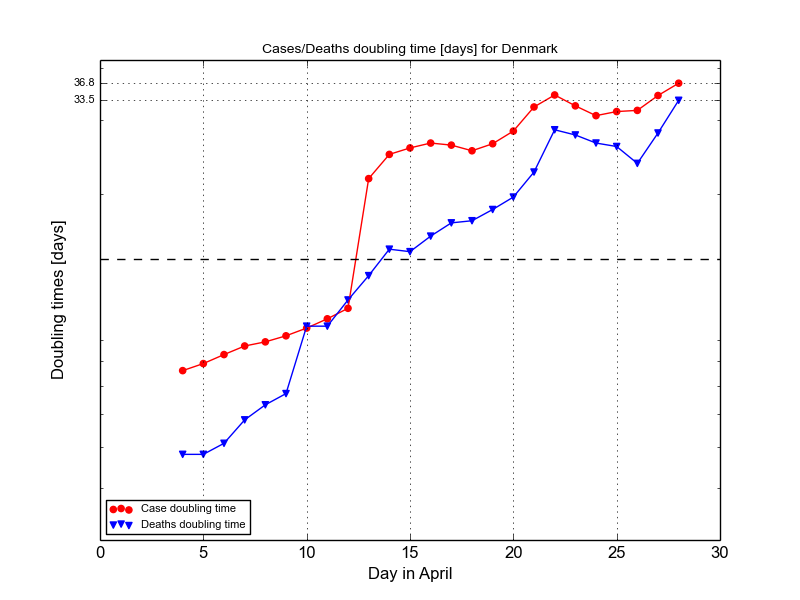 Cases/Deaths doubling time [days] for Denmark
36.8
33.5
Doubling times [days]
Case doubling time
Deaths doubling time
0 5 10 15 20 25 30
Day in April